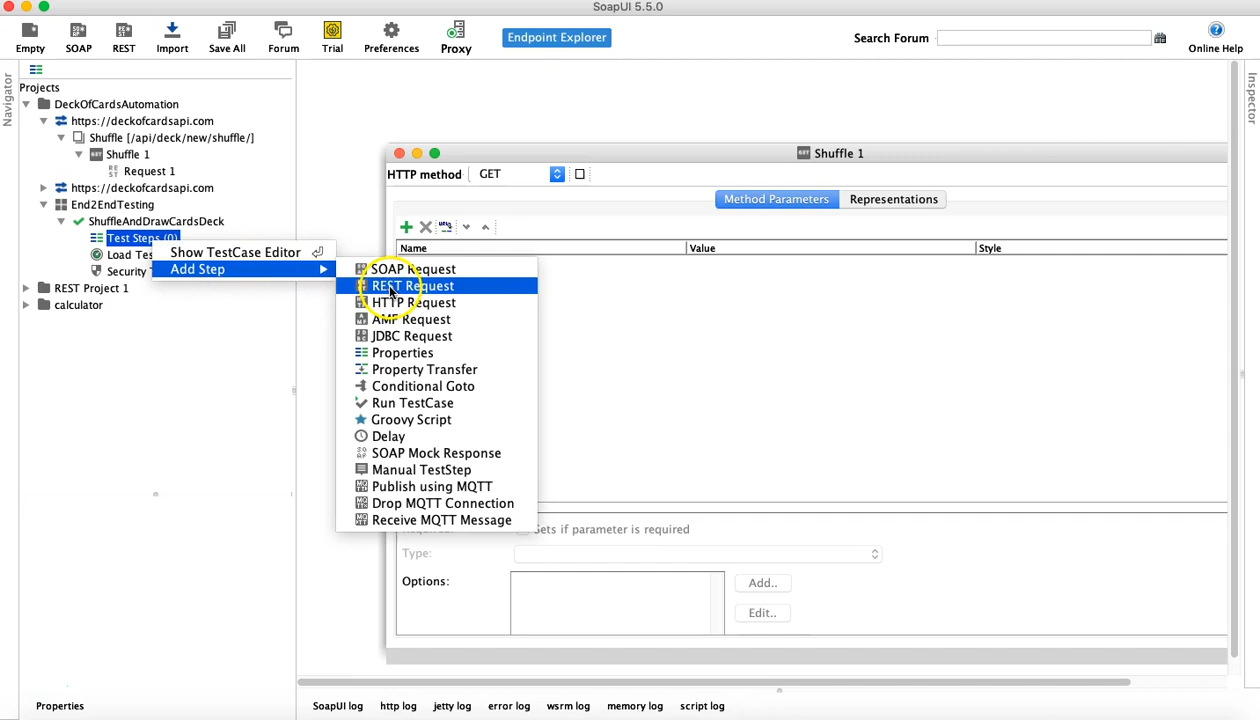 SoapUI 5.5.0
Empty SOAP REST Import Save All Forum Trial Preferences Proxy Endpoint Explorer Search Forum Online Help
Navigator
Inspector
Projects
DeckOfCardsAutomation
https://deckofcardsapi.com
Shuffle [/api/deck/new/shuffle/]
Shuffle 1
Request 1
https://deckofcardsapi.com
End2EndTesting
ShuffleAndDrawCardsDeck
Test Steps (0)
Load Te
Security
REST Project 1
calculator
Show TestCase Editor
Add Step
SOAP Request
REST Request
HTTP Request
AMF Request
JDBC Request
Properties
Property Transfer
Conditional Goto
Run TestCase
Groovy Script
Delay
SOAP Mock Response
Manual TestStep
Publish using MQTT
Drop MQTT Connection
Receive MQTT Message
Shuffle 1
HTTP method GET
Method Parameters Representations
Name Value Style
Sets if parameter is required
Type:
Options: Add..
Edit..
Properties
SoapUI log http log jetty log error log wsrm log memory log script log